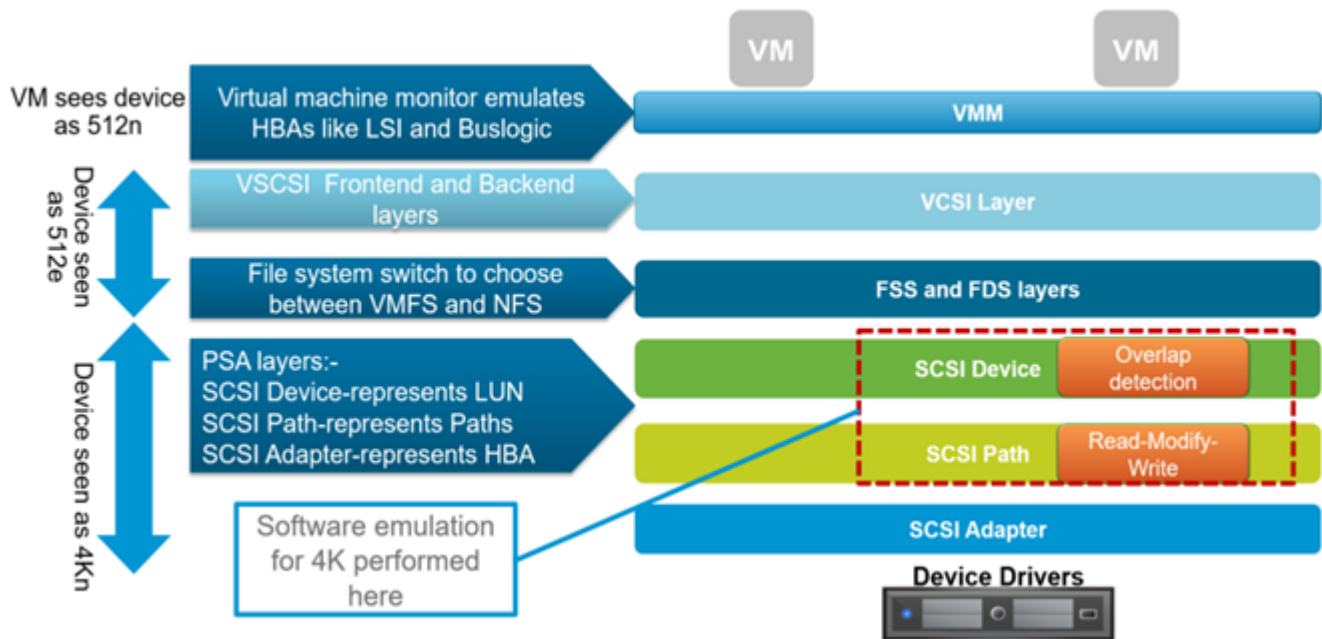 VM
VM
VM sees device
as 512n
Virtual machine monitor emulates
HBAs like LSI and Buslogic
VMM
Device seen
as 512e
VSCSI Frontend and Backend
layers
VCSI Layer
File system switch to choose
between VMFS and NFS
FSS and FDS layers
Device seen as 4Kn
PSA layers:-
SCSI Device-represents LUN
SCSI Path-represents Paths
SCSI Adapter-represents HBA
SCSI Device
Overlap
detection
SCSI Path
Read-Modify-
Write
Software emulation
for 4K performed
here
SCSI Adapter
Device Drivers